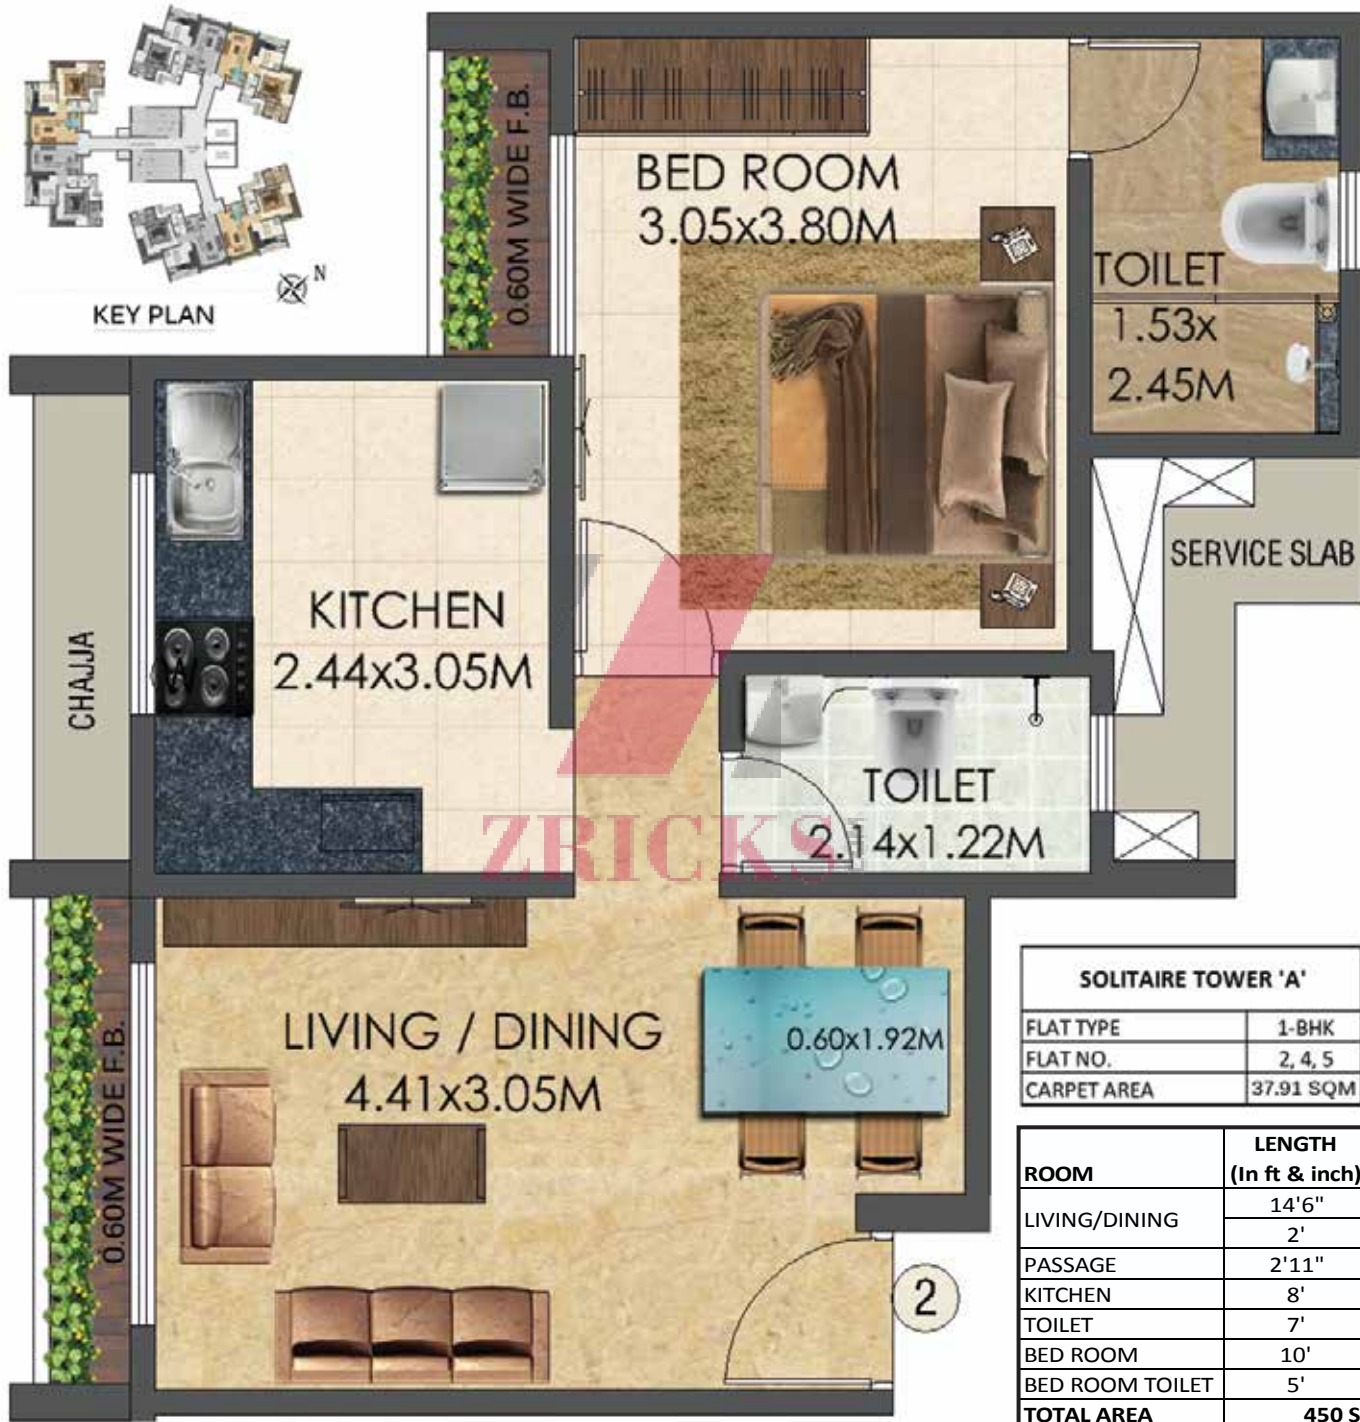 N
KEY PLAN
0.60M WIDE F.B.
BED ROOM
3.05x3.80M
TOILET
1.53x
2.45M
SERVICE SLAB
CHAJJA
KITCHEN
2.44x3.05M
TOILET
2.14x1.22M
ZRICKS
0.60M WIDE F.B.
LIVING / DINING
4.41x3.05M
0.60x1.92M
2
SOLITAIRE TOWER 'A'
FLAT TYPE 1-BHK
FLAT NO. 2, 4, 5
CARPET AREA 37.91 SQM
ROOM LENGTH
(In ft & inch)
LIVING/DINING 14'6"
2'
PASSAGE 2'11"
KITCHEN 8'
TOILET 7'
BED ROOM 10'
BED ROOM TOILET 5'
TOTAL AREA 450 S